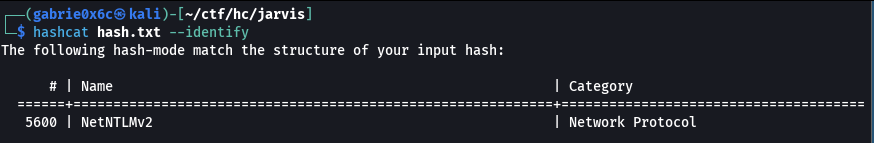 ┌──(gabrie0x6c㉿kali)-[~/ctf/hc/jarvis]
└─$ hashcat hash.txt --identify
The following hash-mode match the structure of your input hash:
# | Name | Category
======+============================================================+======================================
5600 | NetNTLMv2 | Network Protocol